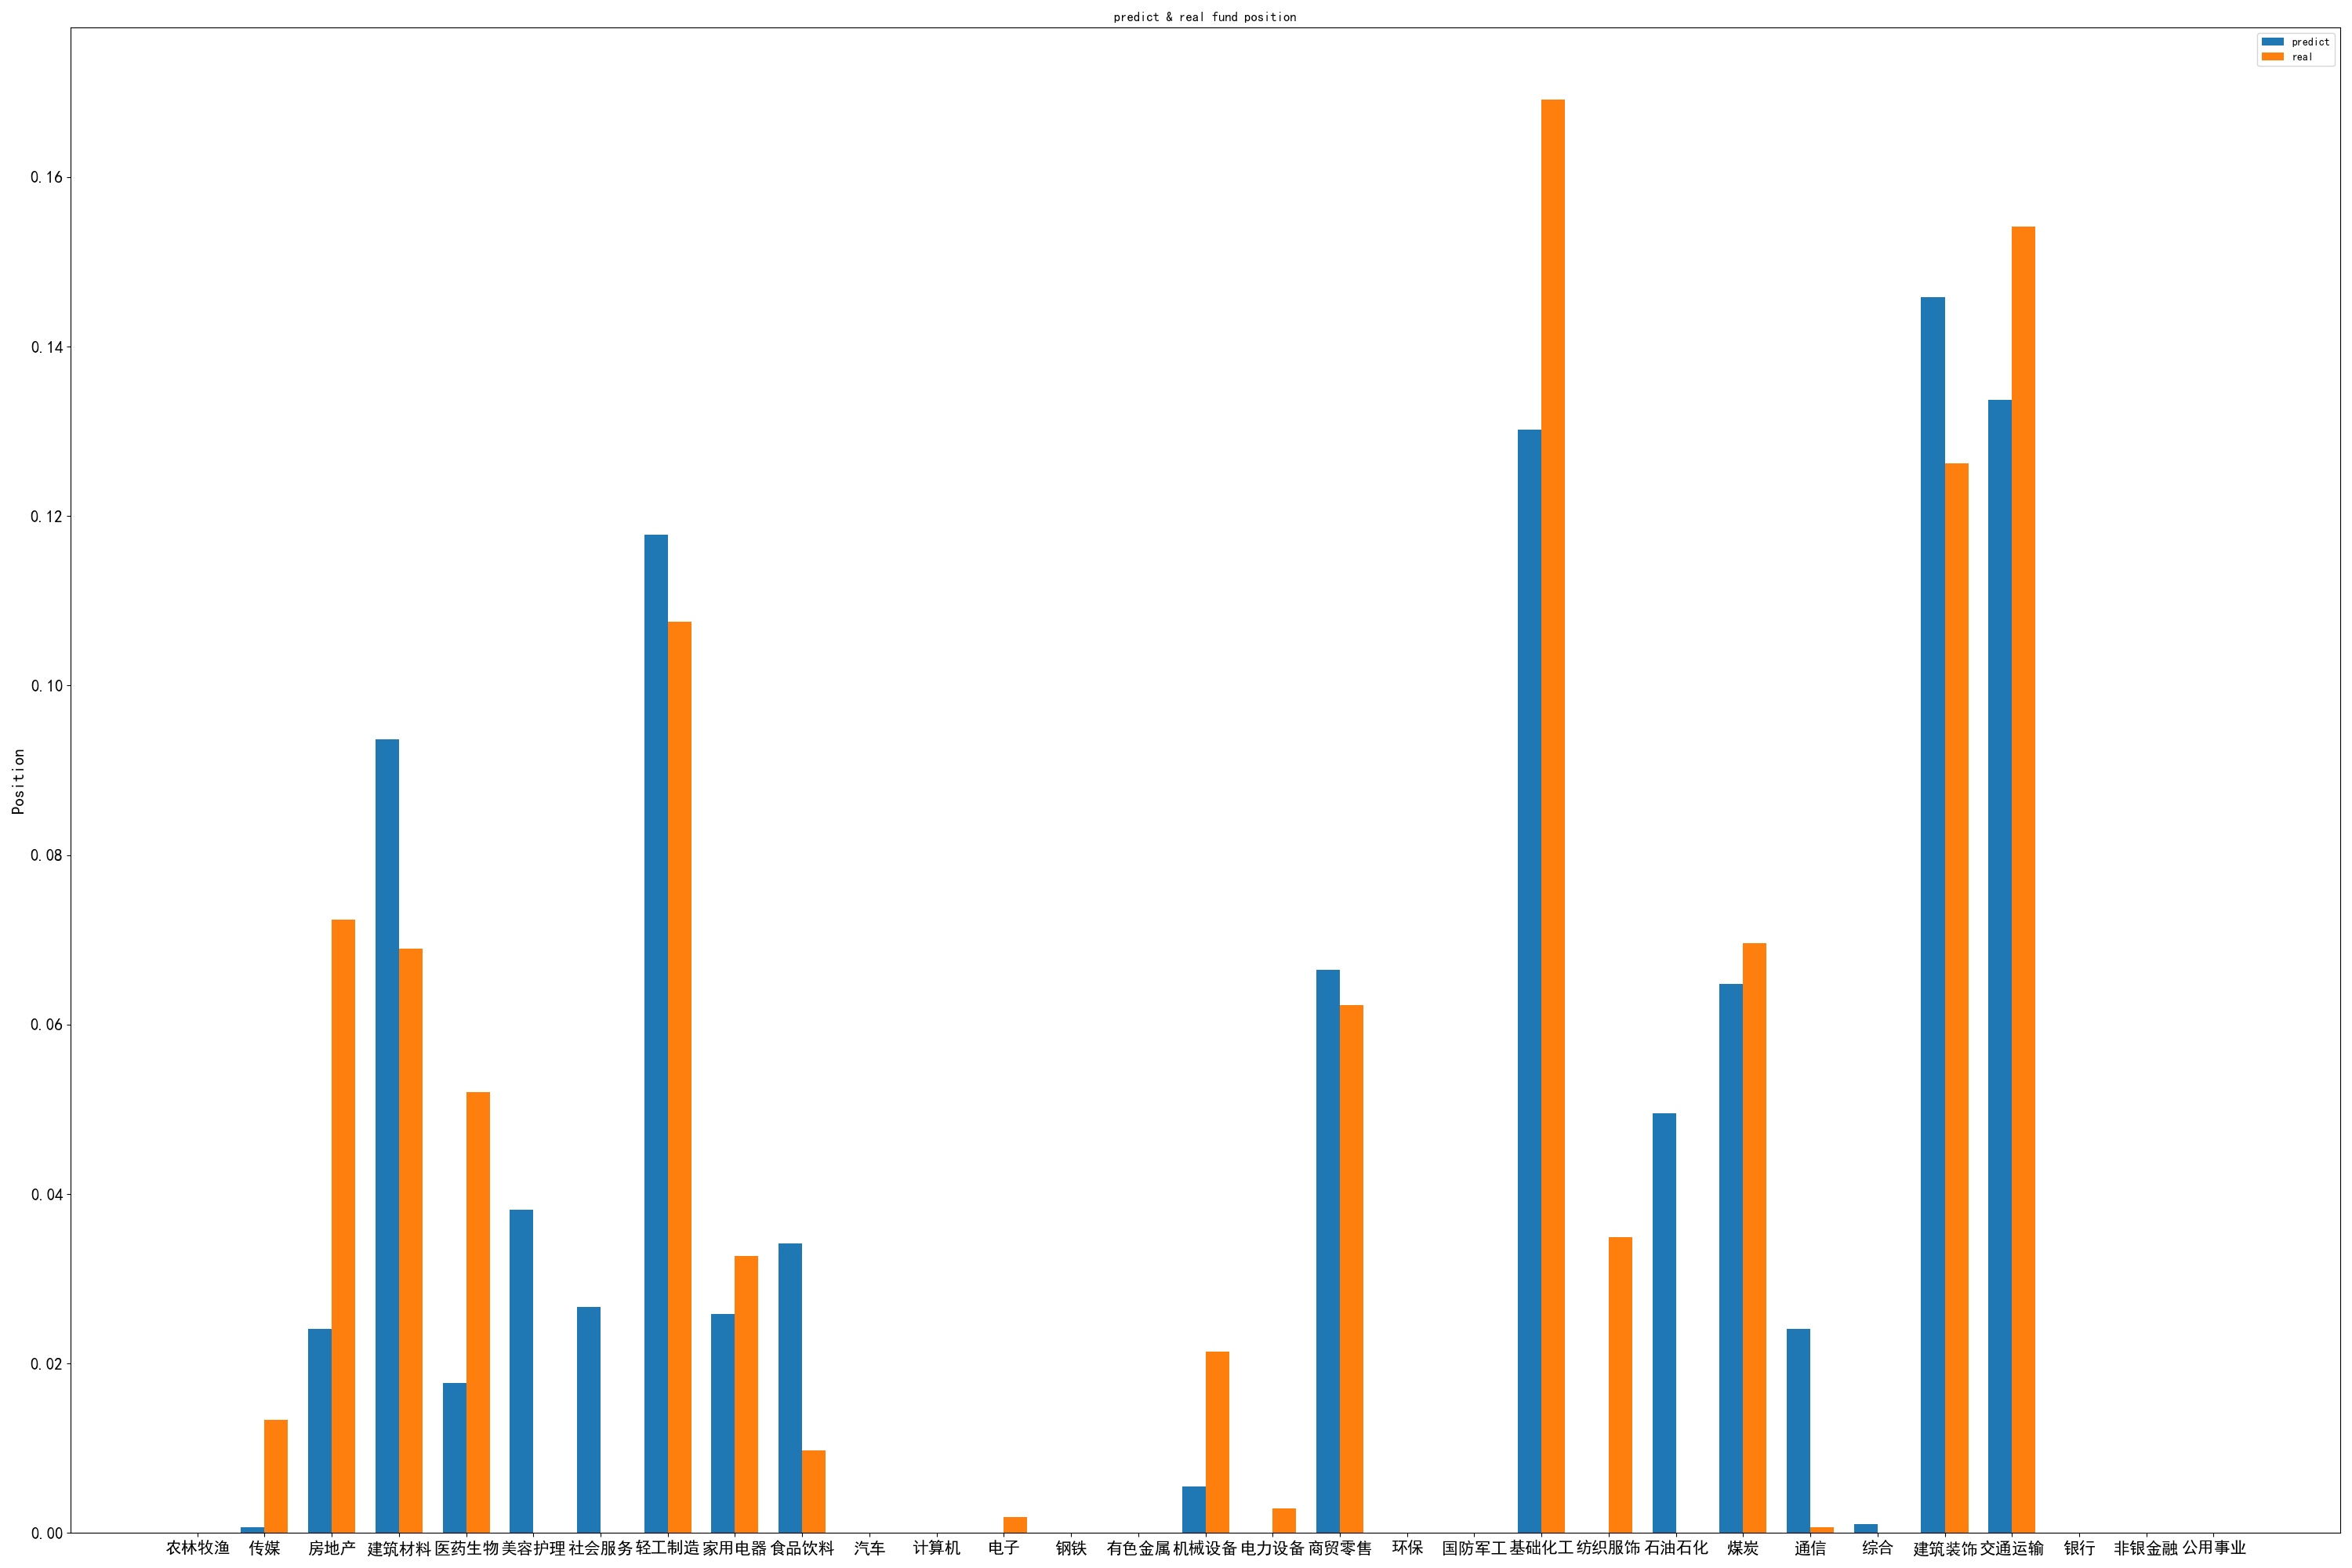 predict & real fund position
predict
real
Position
0.16
0.14
0.12
0.10
0.08
0.06
0.04
0.02
0.00
农林牧渔 传媒 房地产 建筑材料 医药生物 美容护理 社会服务 轻工制造 家用电器 食品饮料 汽车 计算机 电子 钢铁 有色金属 机械设备 电力设备 商贸零售 环保 国防军工 基础化工 纺织服饰 石油石化 煤炭 通信 综合 建筑装饰 交通运输 银行 非银金融 公用事业